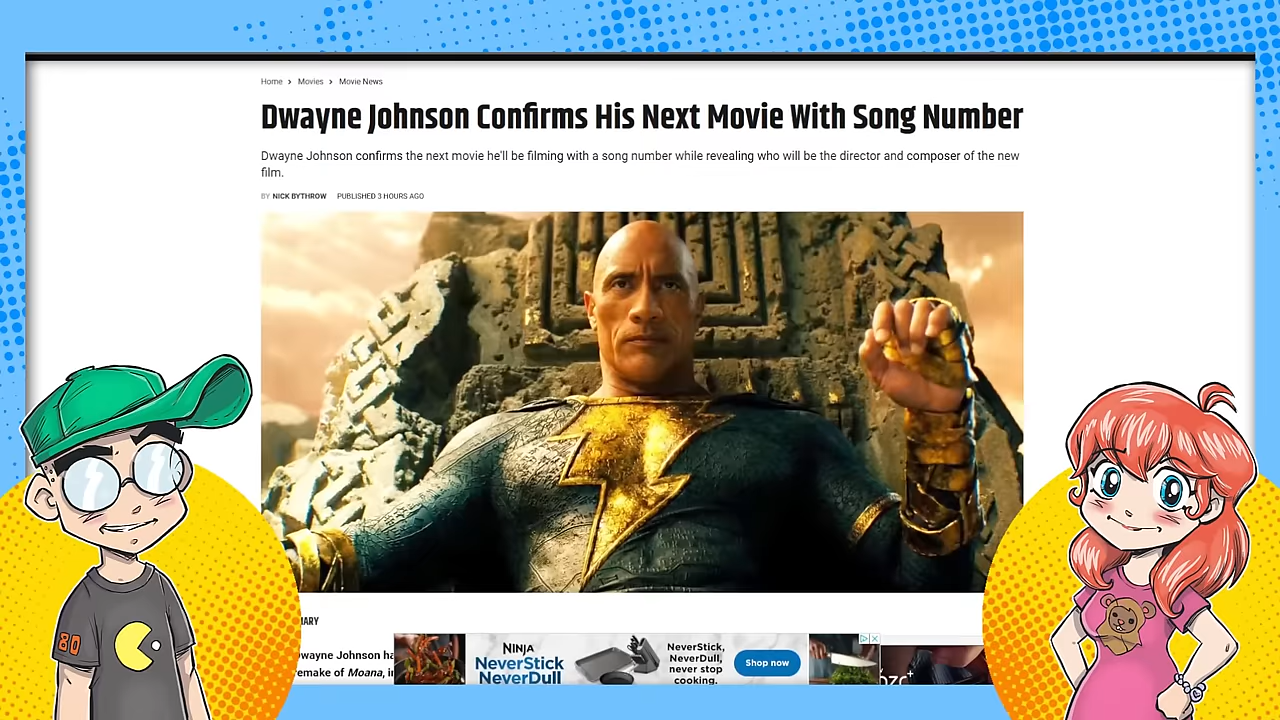 Home > Movies > Movie News
Dwayne Johnson Confirms His Next Movie With Song Number
Dwayne Johnson confirms the next movie he'll be filming with a song number while revealing who will be the director and composer of the new
film.
BY NICK BYTHROW PUBLISHED 3 HOURS AGO
MARY
wayne Johnson ha
emake of Moana, i
NINJA
NeverStick
NeverDull
NeverStick,
NeverDull,
never stop
cooking.
Shop now
80